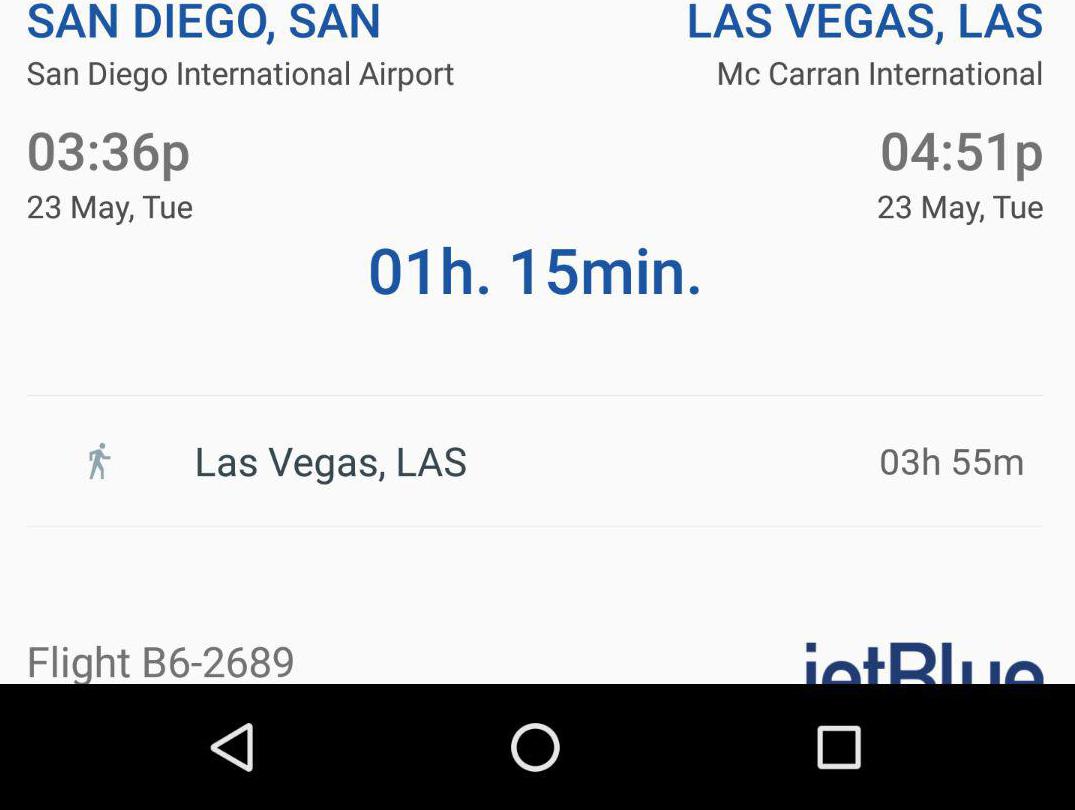 SAN DIEGO, SAN
LAS VEGAS, LAS
San Diego International Airport
Mc Carran International
03:36p
04:51p
23 May, Tue
23 May, Tue
01h. 15min.
Las Vegas, LAS
03h 55m
Flight B6-2689
jetBlue